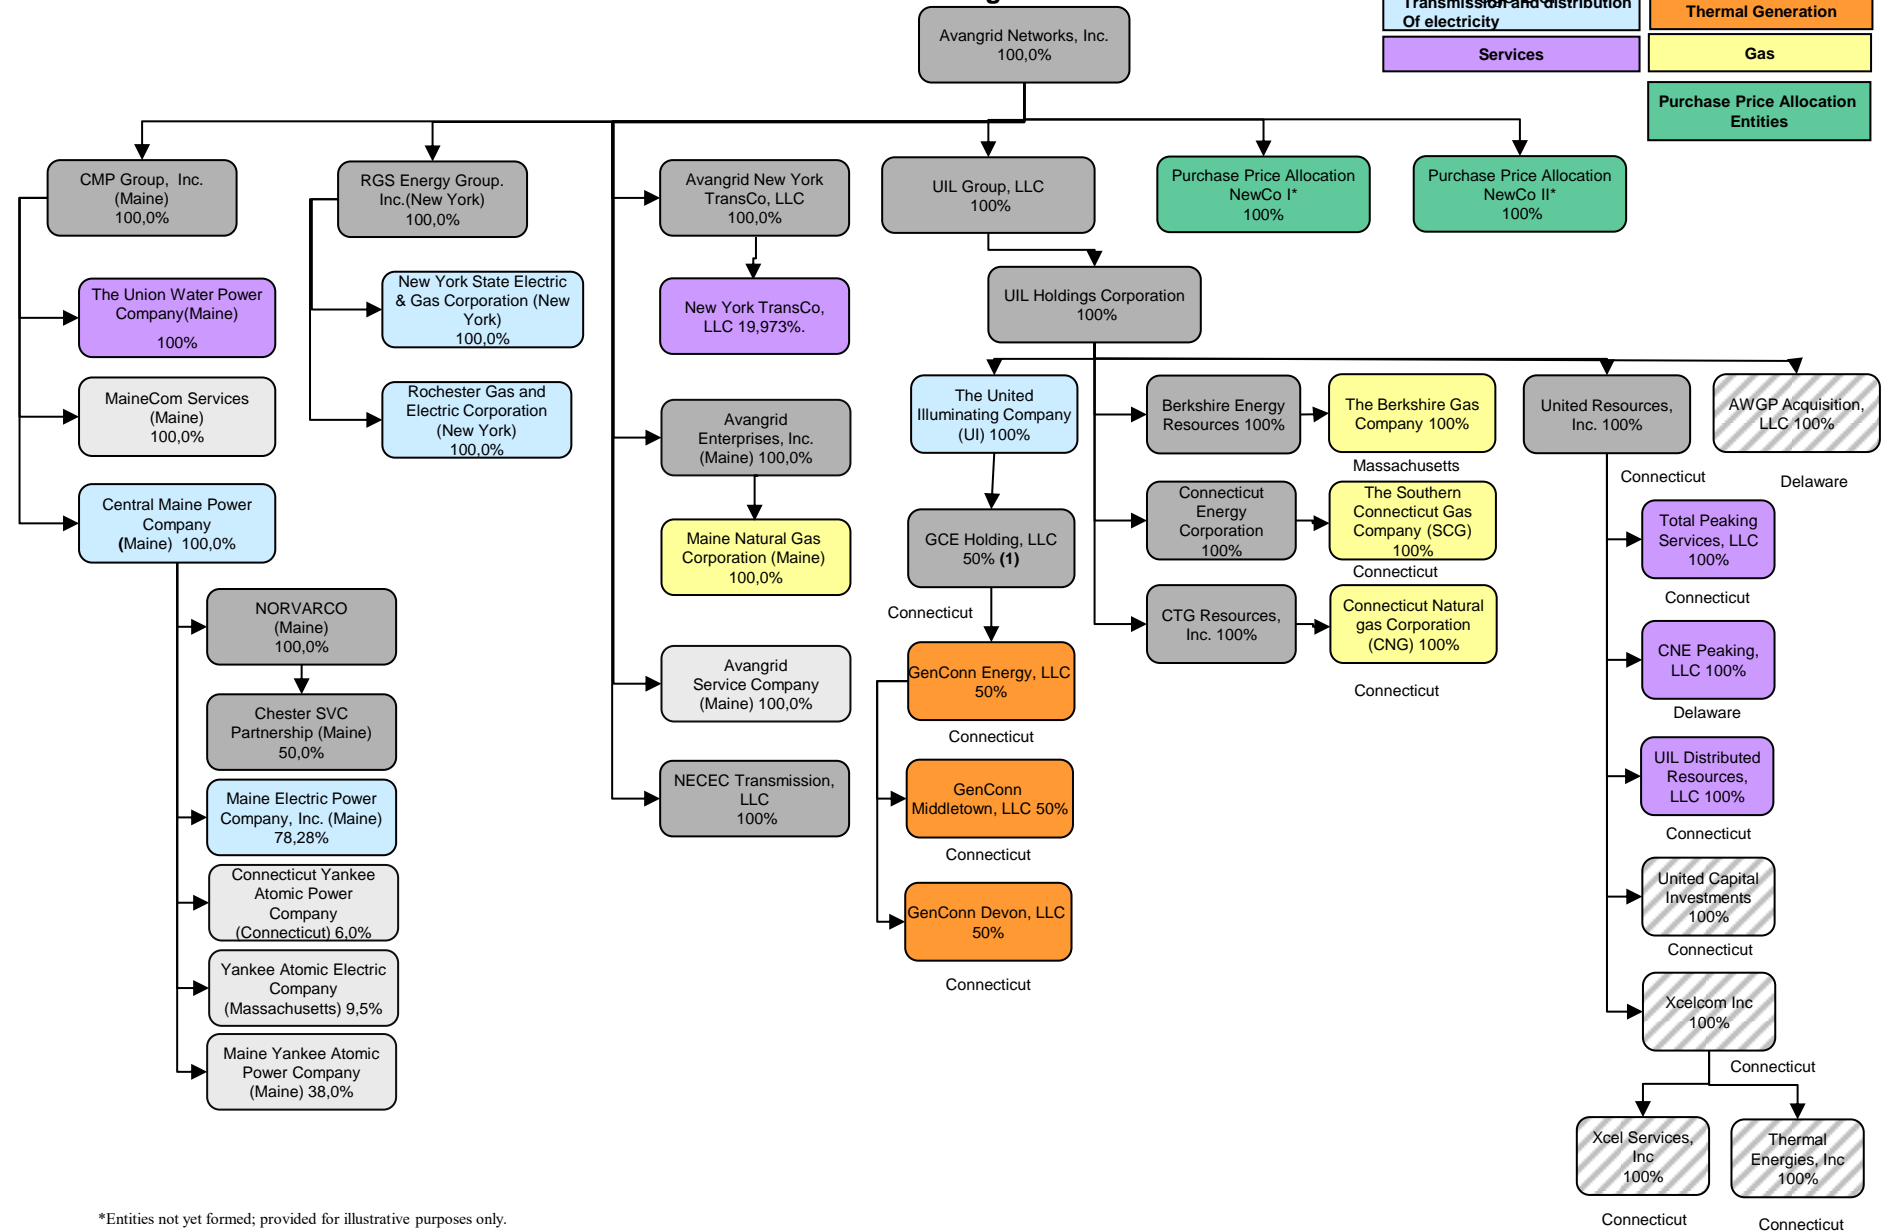 Transmission and distribution
Of electricity
Thermal Generation
Services
Gas
Purchase Price Allocation
Entities
Avangrid Networks, Inc.
100,0%
CMP Group, Inc.
(Maine)
100,0%
RGS Energy Group.
Inc.(New York)
100,0%
Avangrid New York
TransCo, LLC
100,0%
UIL Group, LLC
100%
Purchase Price Allocation
NewCo I*
100%
Purchase Price Allocation
NewCo II*
100%
The Union Water Power
Company(Maine)
100%
MaineCom Services
(Maine)
100,0%
Central Maine Power
Company
(Maine) 100,0%
NORVARCO
(Maine)
100,0%
Chester SVC
Partnership (Maine)
50,0%
Maine Electric Power
Company, Inc. (Maine)
78,28%
Connecticut Yankee
Atomic Power
Company
(Connecticut) 6,0%
Yankee Atomic Electric
Company
(Massachusetts) 9,5%
Maine Yankee Atomic
Power Company
(Maine) 38,0%
New York State Electric
& Gas Corporation (New
York)
100,0%
Rochester Gas and
Electric Corporation
(New York)
100,0%
New York TransCo,
LLC 19,973%.
Avangrid
Enterprises, Inc.
(Maine) 100,0%
Maine Natural Gas
Corporation (Maine)
100,0%
Avangrid
Service Company
(Maine) 100,0%
NECEC Transmission,
LLC
100%
UIL Holdings Corporation
100%
The United
Illuminating Company
(UI) 100%
GCE Holding, LLC
50% (1)
Connecticut
GenConn Energy, LLC
50%
Connecticut
GenConn
Middletown, LLC 50%
Connecticut
GenConn Devon, LLC
50%
Connecticut
Berkshire Energy
Resources 100%
The Berkshire Gas
Company 100%
Massachusetts
Connecticut
Energy
Corporation
100%
The Southern
Connecticut Gas
Company (SCG)
100%
Connecticut
CTG Resources,
Inc. 100%
Connecticut Natural
gas Corporation
(CNG) 100%
Connecticut
United Resources,
Inc. 100%
Connecticut
AWGP Acquisition,
LLC 100%
Delaware
Total Peaking
Services, LLC
100%
Connecticut
CNE Peaking,
LLC 100%
Delaware
UIL Distributed
Resources,
LLC 100%
Connecticut
United Capital
Investments
100%
Connecticut
Xcelcom Inc
100%
Connecticut
Xcel Services,
Inc
100%
Connecticut
Thermal
Energies, Inc
100%
Connecticut
*Entities not yet formed; provided for illustrative purposes only.